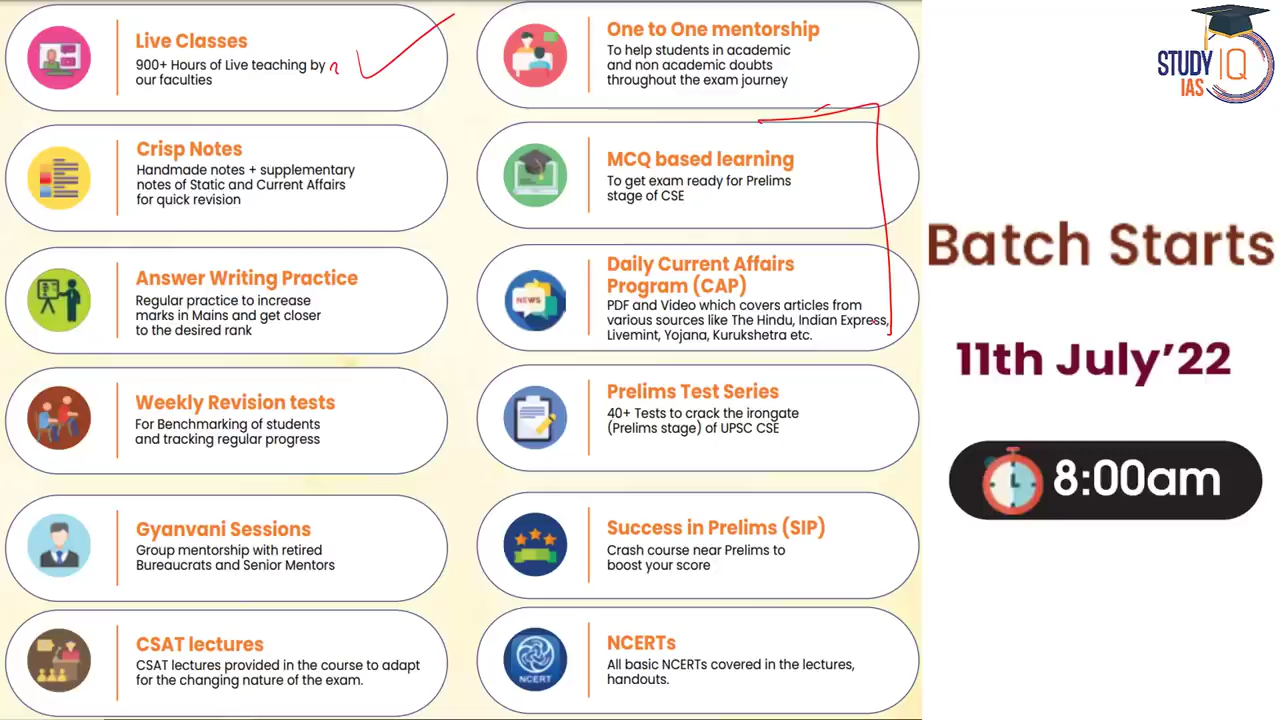 Live Classes
900+ Hours of Live teaching by
our faculties
Crisp Notes
Handmade notes + supplementary
notes of Static and Current Affairs
for quick revision
Answer Writing Practice
Regular practice to increase
marks in Mains and get closer
to the desired rank
Weekly Revision tests
For Benchmarking of students
and tracking regular progress
Gyanvani Sessions
Group mentorship with retired
Bureaucrats and Senior Mentors
CSAT lectures
CSAT lectures provided in the course to adapt
for the changing nature of the exam.
One to One mentorship
To help students in academic
and non academic doubts
throughout the exam journey
MCQ based learning
To get exam ready for Prelims
stage of CSE
NEWS
Daily Current Affairs
Program (CAP)
PDF and Video which covers articles from
various sources like The Hindu, Indian Express,
Livemint, Yojana, Kurukshetra etc.
Prelims Test Series
40+ Tests to crack the irongate
(Prelims stage) of UPSC CSE
Success in Prelims (SIP)
Crash course near Prelims to
boost your score
NCERT
NCERTs
All basic NCERTs covered in the lectures,
handouts.
STUDY IQ
IAS
Batch Starts
11th July'22
8:00am